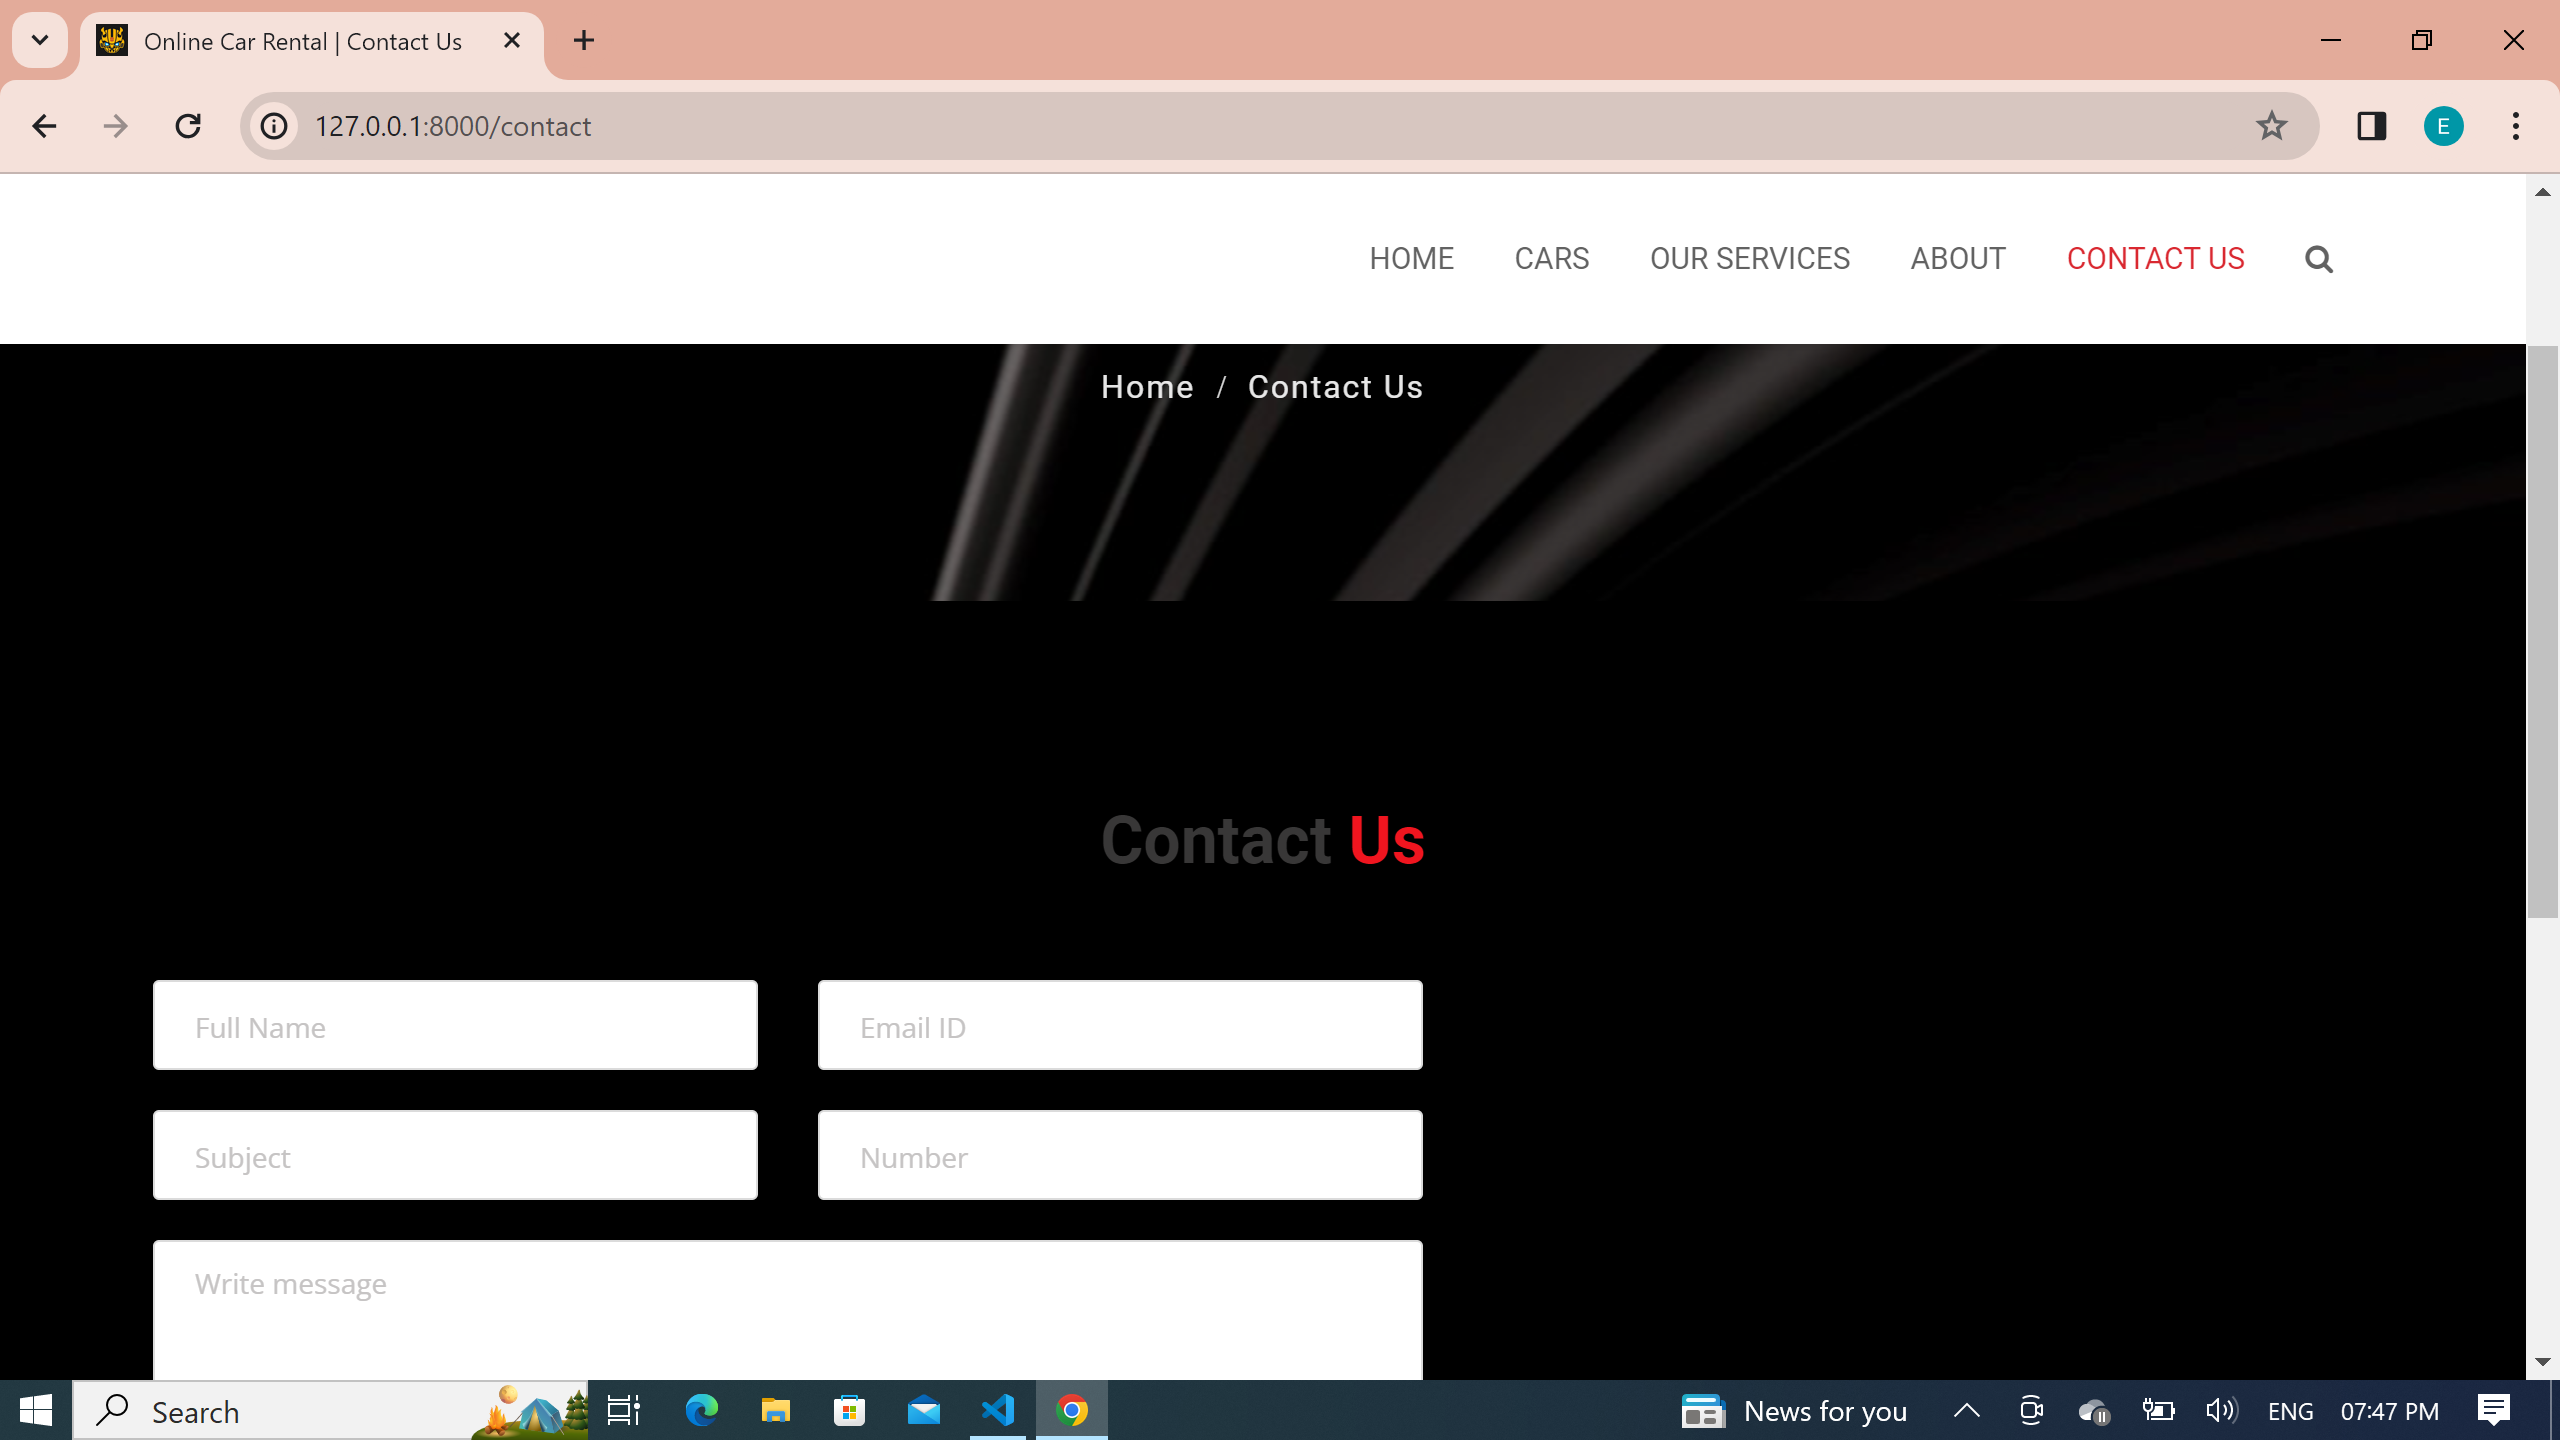 Online Car Rental | Contact Us
127.0.0.1:8000/contact
E
HOME CARS OUR SERVICES ABOUT CONTACT US
Home / Contact Us
Contact Us
Full Name Email ID
Subject Number
Write message
Search News for you ENG 07:47 PM